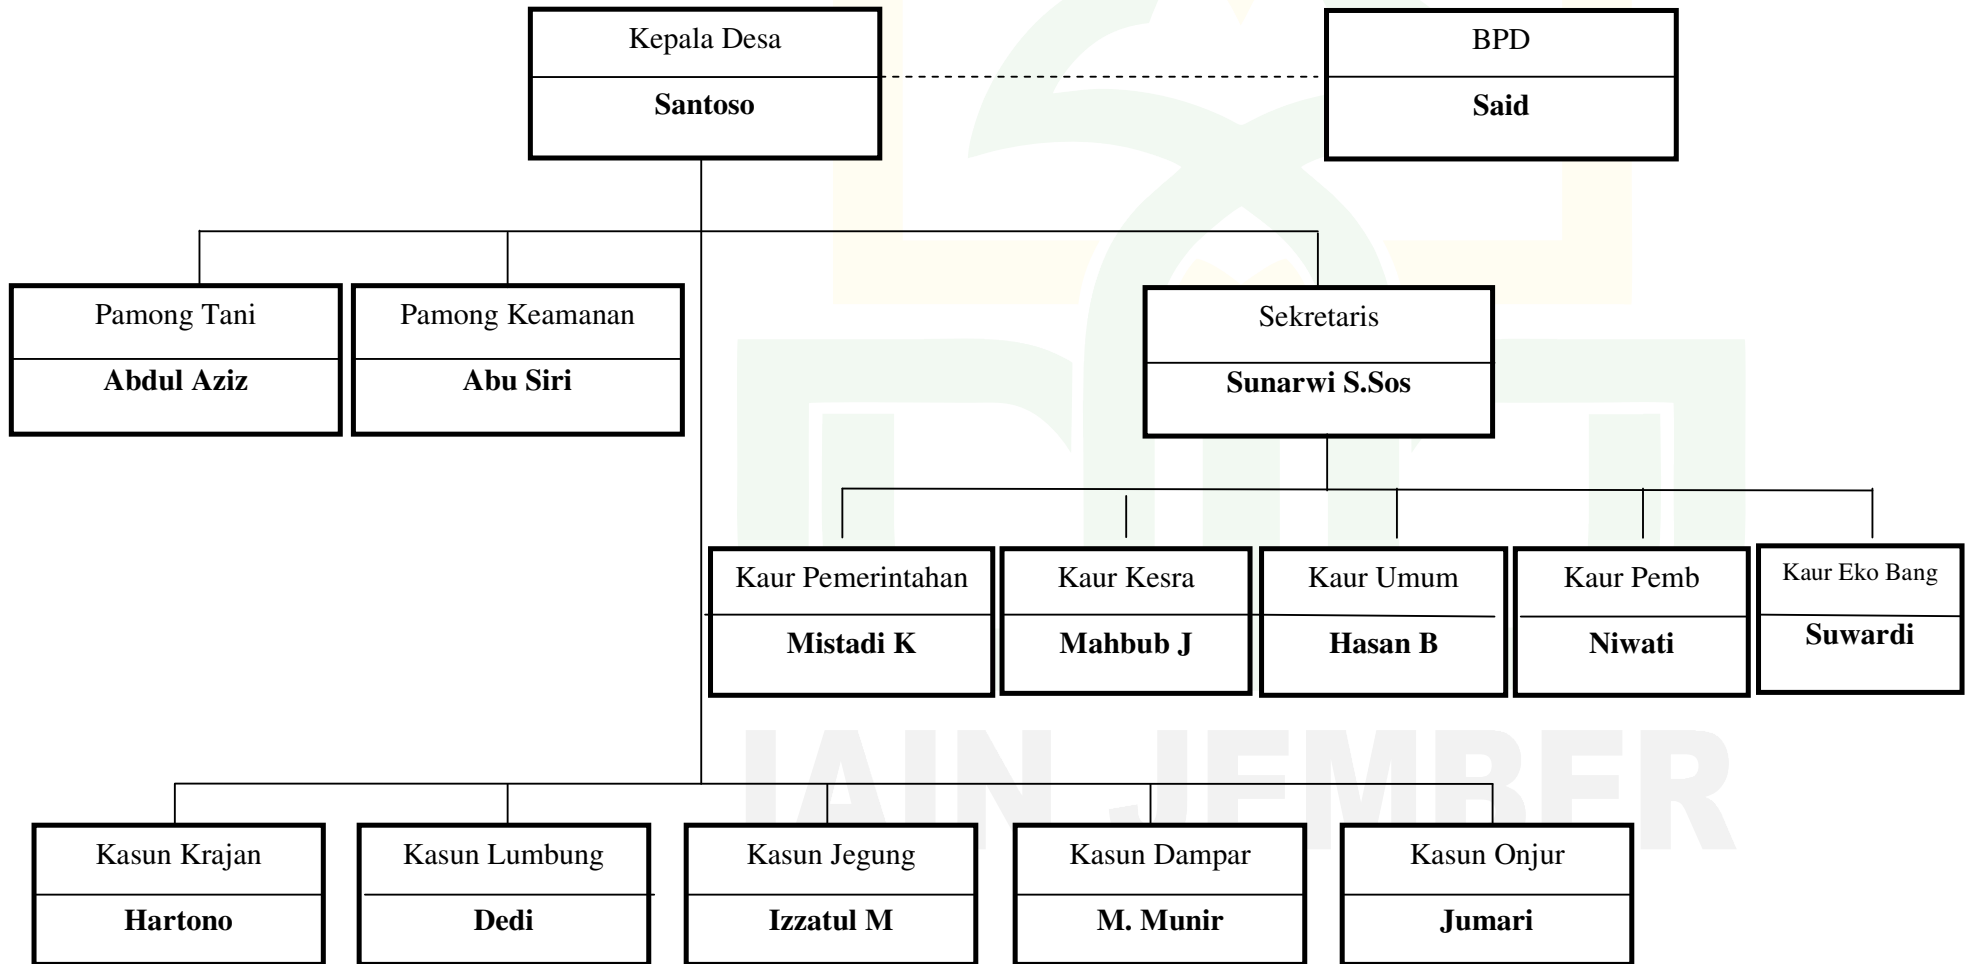 Kepala Desa
Santoso
BPD
Said
Pamong Tani
Abdul Aziz
Pamong Keamanan
Abu Siri
Sekretaris
Sunarwi S.Sos
Kaur Pemerintahan
Mistadi K
Kaur Kesra
Mahbub J
Kaur Umum
Hasan B
Kaur Pemb
Niwati
Kaur Eko Bang
Suwardi
IAIN JEMBER
Kasun Krajan
Hartono
Kasun Lumbung
Dedi
Kasun Jegung
Izzatul M
Kasun Dampar
M. Munir
Kasun Onjur
Jumari